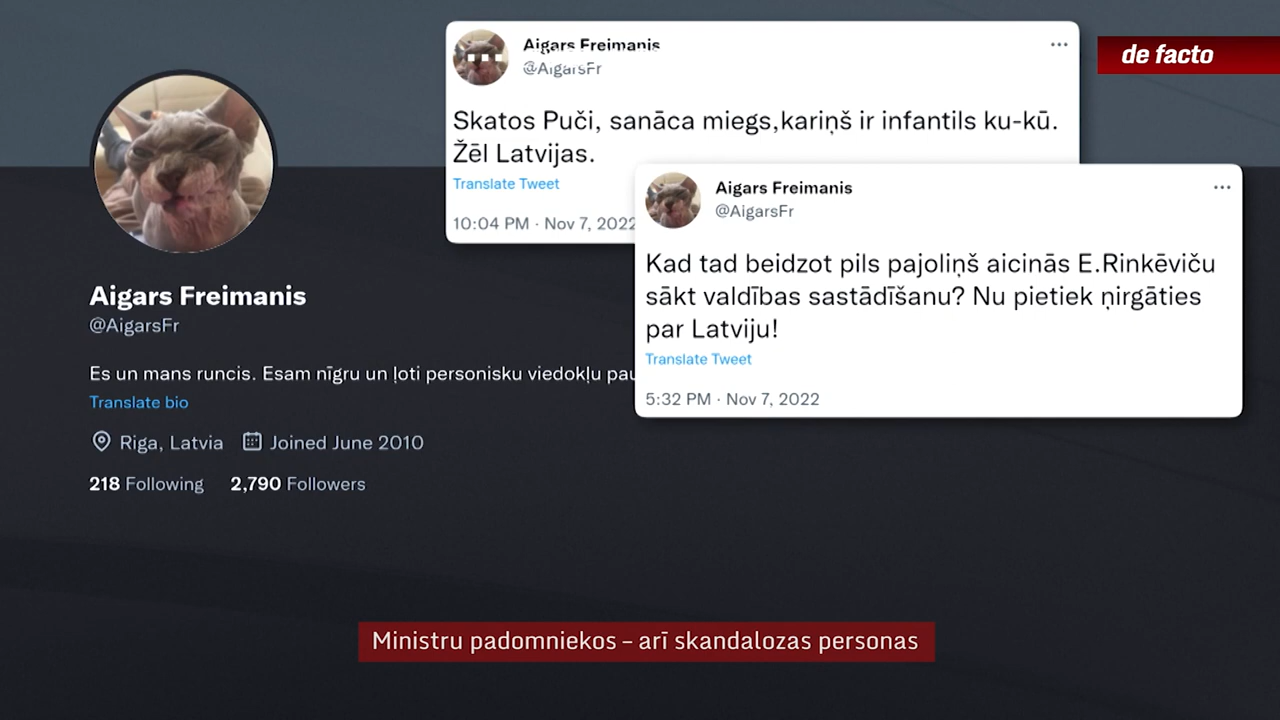 de facto
Aigars Freimanis
@AigarsFr
Skatos Puči, sanāca miegs,kariņš ir infantils ku-kū.
Žēl Latvijas.
Translate Tweet
10:04 PM · Nov 7, 2022
Aigars Freimanis
@AigarsFr
Kad tad beidzot pils pajoliņš aicinās E.Rinkēviču
sākt valdības sastādīšanu? Nu pietiek ņirgāties
par Latviju!
Translate Tweet
5:32 PM · Nov 7, 2022
Aigars Freimanis
@AigarsFr
Es un mans runcis. Esam nīgru un ļoti personisku viedokļu
Translate bio
Riga, Latvia Joined June 2010
218 Following 2,790 Followers
Ministru padomniekos – arī skandalozas personas